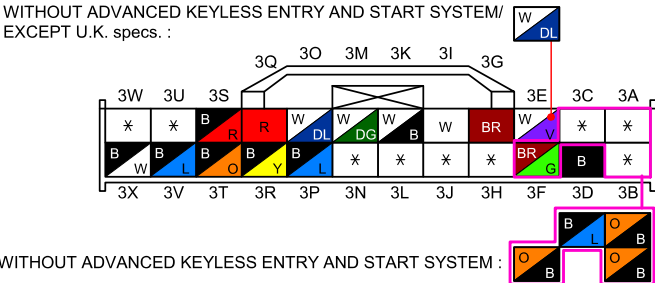 WITHOUT ADVANCED KEYLESS ENTRY AND START SYSTEM/
EXCEPT U.K. specs. :
W DL
3Q 3O 3M 3K 3I 3G
3W 3U 3S 3E 3C 3A
* * B R R W DL W DG W B W BR W V * *
B W B L B O B Y B L * * * * BR G B *
3X 3V 3T 3R 3P 3N 3L 3J 3H 3F 3D 3B
B L O B
WITHOUT ADVANCED KEYLESS ENTRY AND START SYSTEM :
O B O B